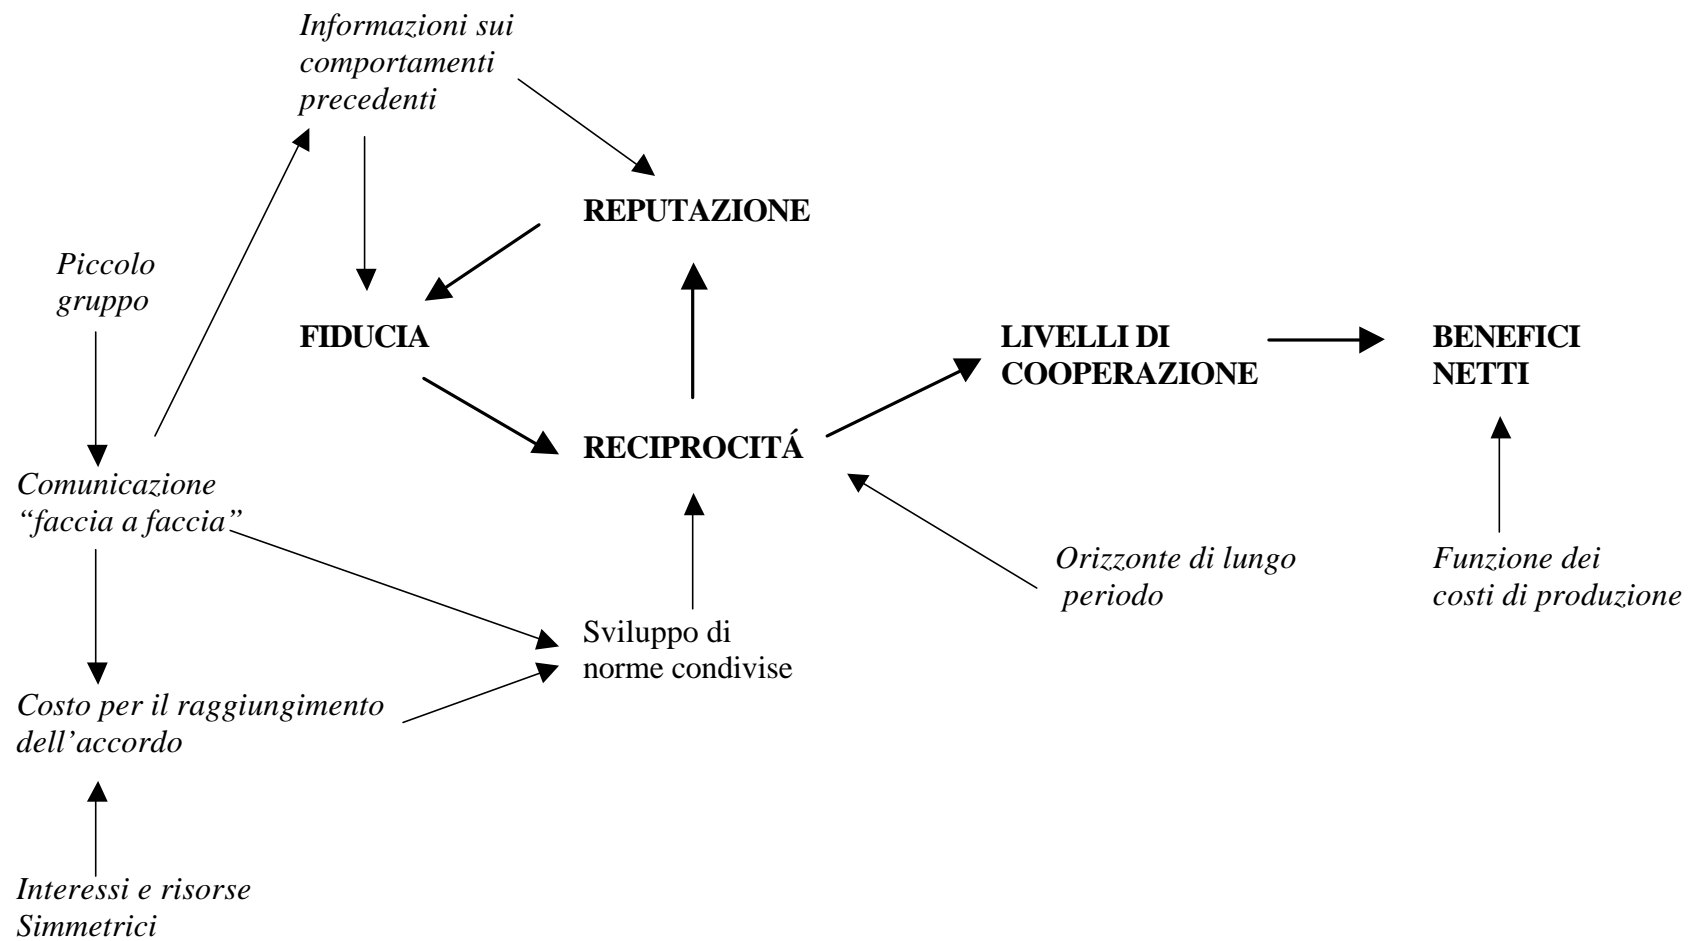 Informazioni sui
comportamenti
precedenti
REPUTAZIONE
Piccolo
gruppo
FIDUCIA
LIVELLI DI
COOPERAZIONE
BENEFICI
NETTI
RECIPROCITÁ
Comunicazione
“faccia a faccia”
Orizzonte di lungo
periodo
Funzione dei
costi di produzione
Sviluppo di
norme condivise
Costo per il raggiungimento
dell’accordo
Interessi e risorse
Simmetrici